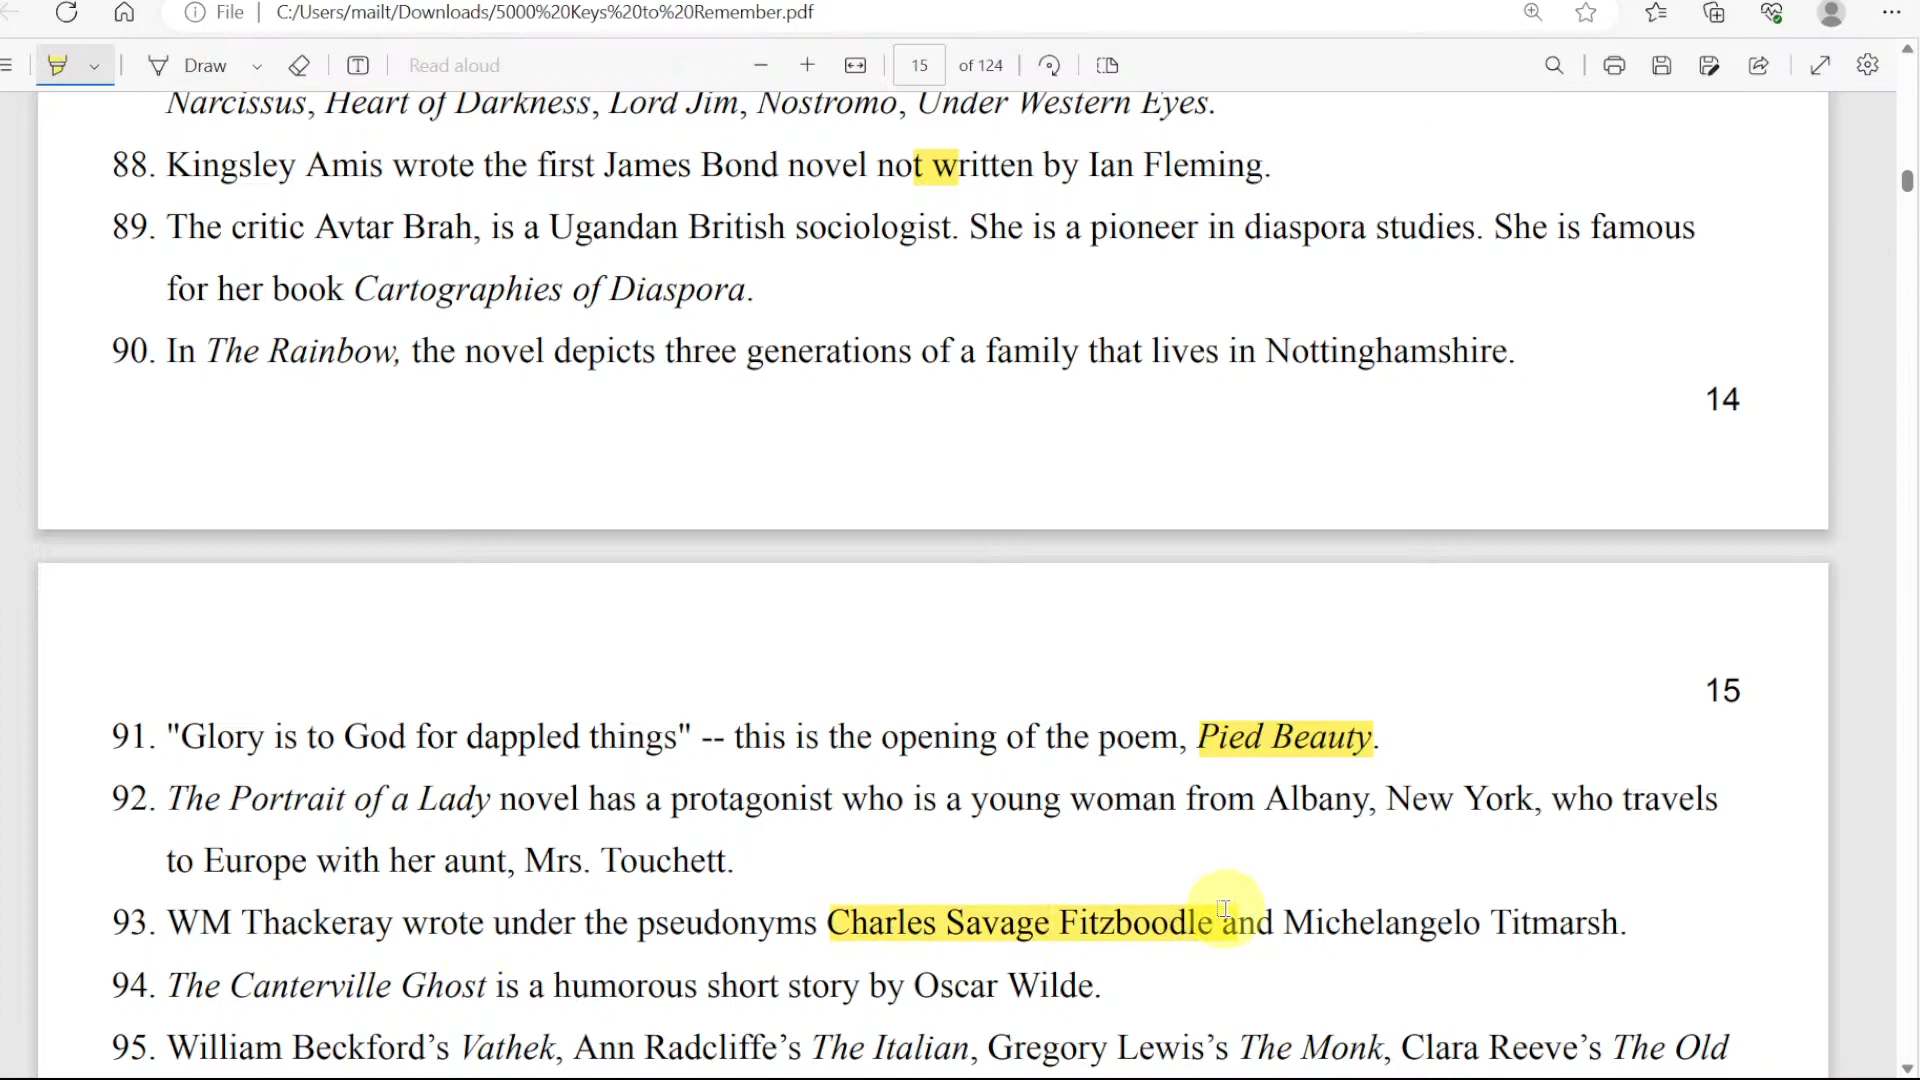 File | C:/Users/mailt/Downloads/5000%20Keys%20to%20Remember.pdf
Draw Read aloud 15 of 124
Narcissus, Heart of Darkness, Lord Jim, Nostromo, Under Western Eyes.
88. Kingsley Amis wrote the first James Bond novel not written by Ian Fleming.
89. The critic Avtar Brah, is a Ugandan British sociologist. She is a pioneer in diaspora studies. She is famous
for her book Cartographies of Diaspora.
90. In The Rainbow, the novel depicts three generations of a family that lives in Nottinghamshire.
14
15
91. "Glory is to God for dappled things" -- this is the opening of the poem, Pied Beauty.
92. The Portrait of a Lady novel has a protagonist who is a young woman from Albany, New York, who travels
to Europe with her aunt, Mrs. Touchett.
93. WM Thackeray wrote under the pseudonyms Charles Savage Fitzboodle and Michelangelo Titmarsh.
94. The Canterville Ghost is a humorous short story by Oscar Wilde.
95. William Beckford’s Vathek, Ann Radcliffe’s The Italian, Gregory Lewis’s The Monk, Clara Reeve’s The Old